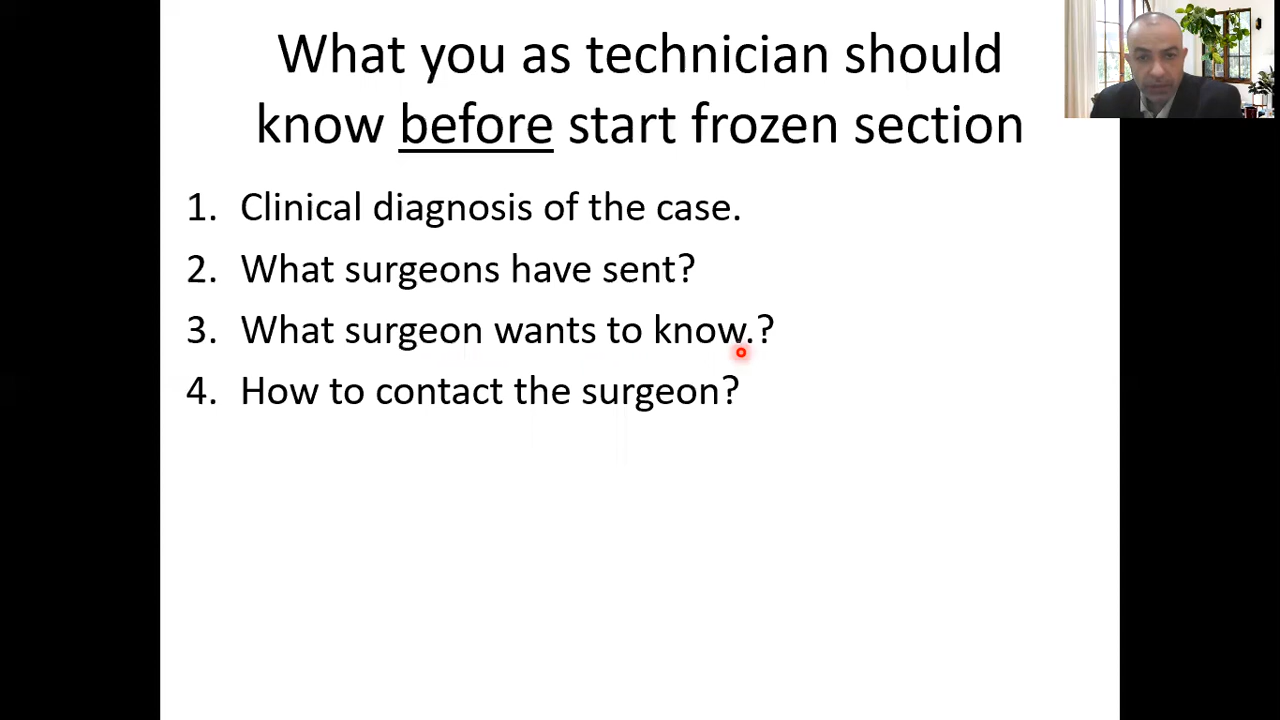 What you as technician should
know before start frozen section
1. Clinical diagnosis of the case.
2. What surgeons have sent?
3. What surgeon wants to know.?
4. How to contact the surgeon?